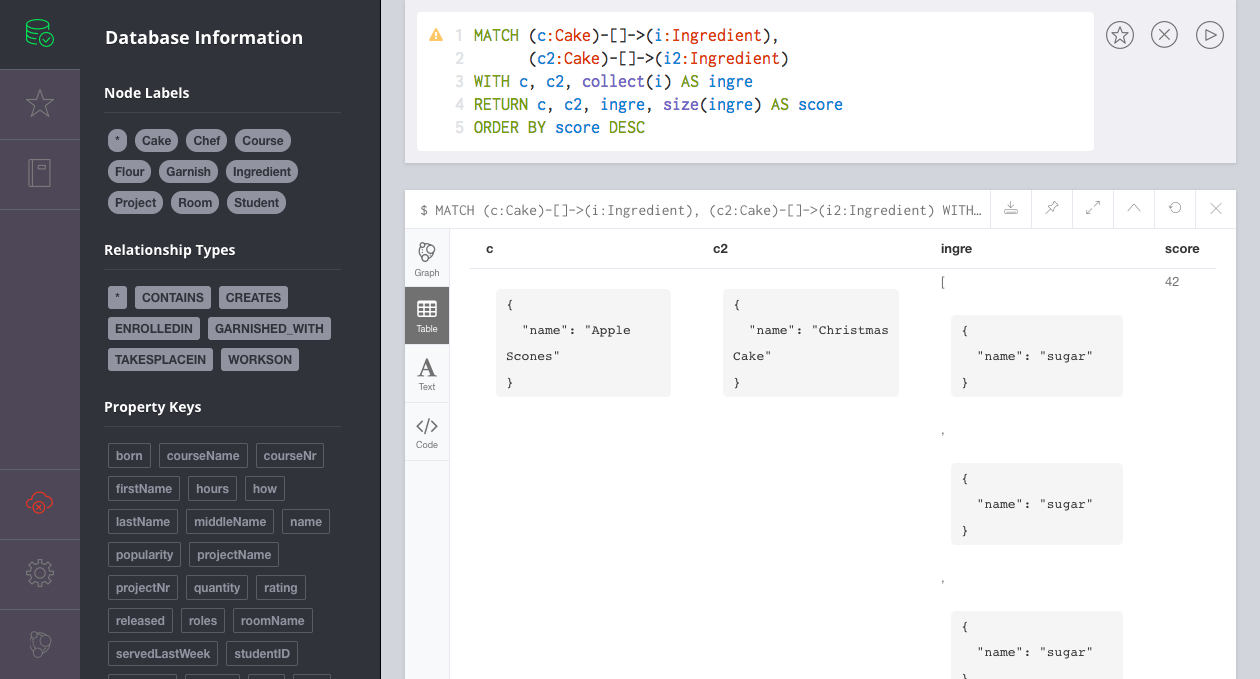 Database Information
Node Labels
* Cake Chef Course
Flour Garnish Ingredient
Project Room Student
Relationship Types
* CONTAINS CREATES
ENROLLEDIN GARNISHED_WITH
TAKESPLACEIN WORKSON
Property Keys
born courseName courseNr
firstName hours how
lastName middleName name
popularity projectName
projectNr quantity rating
released roles roomName
servedLastWeek studentID
1 MATCH (c:Cake)-[]->(i:Ingredient),
2 (c2:Cake)-[]->(i2:Ingredient)
3 WITH c, c2, collect(i) AS ingre
4 RETURN c, c2, ingre, size(ingre) AS score
5 ORDER BY score DESC
$ MATCH (c:Cake)-[]->(i:Ingredient), (c2:Cake)-[]->(i2:Ingredient) WITH…
Graph
Table
A
Text
</>
Code
c c2 ingre score
{
"name": "Apple
Scones"
}
{
"name": "Christmas
Cake"
}
[
{
"name": "sugar"
}
,
{
"name": "sugar"
}
,
{
"name": "sugar"
}
42